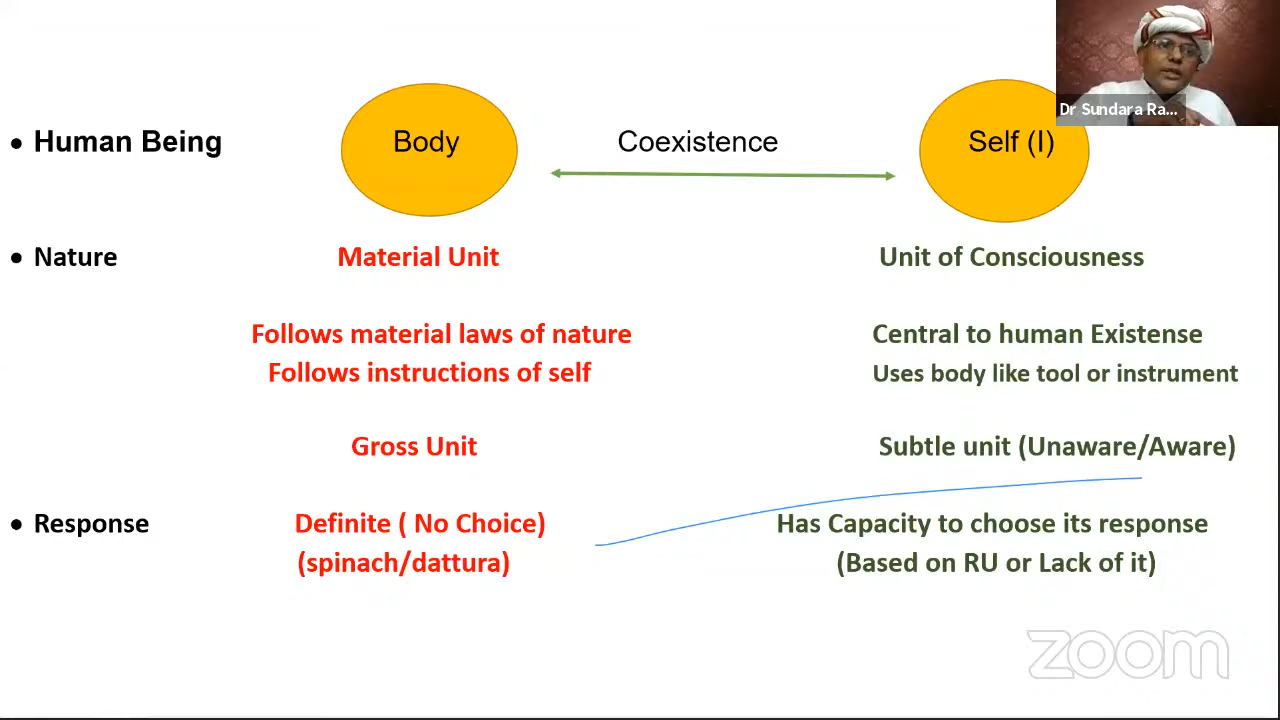 Dr Sundara Ra...
• Human Being Body Coexistence Self (I)
• Nature Material Unit Unit of Consciousness
Follows material laws of nature Central to human Existense
Follows instructions of self Uses body like tool or instrument
Gross Unit Subtle unit (Unaware/Aware)
• Response Definite ( No Choice) Has Capacity to choose its response
(spinach/dattura) (Based on RU or Lack of it)
zoom